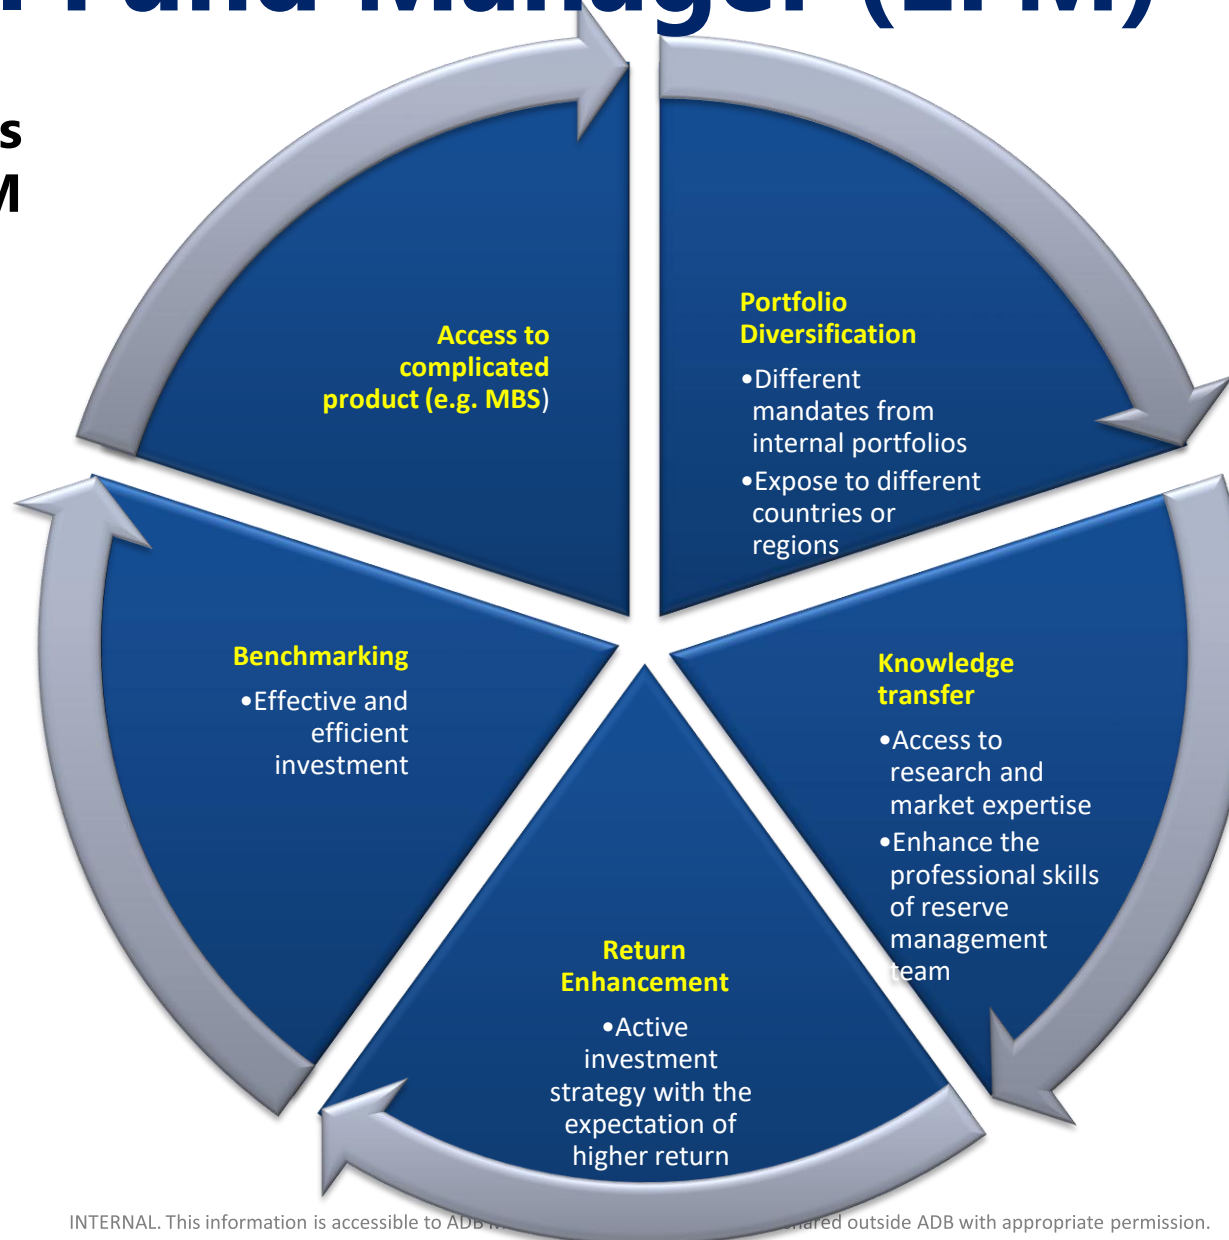 Fund Manager (EFM)
s
M
Portfolio
Diversification
•Different
mandates from
internal portfolios
•Expose to different
countries or
regions
Knowledge
transfer
•Access to
research and
market expertise
•Enhance the
professional skills
of reserve
management
team
Return
Enhancement
•Active
investment
strategy with the
expectation of
higher return
Benchmarking
•Effective and
efficient
investment
Access to
complicated
product (e.g. MBS)
INTERNAL. This information is accessible to ADB outside ADB with appropriate permission.